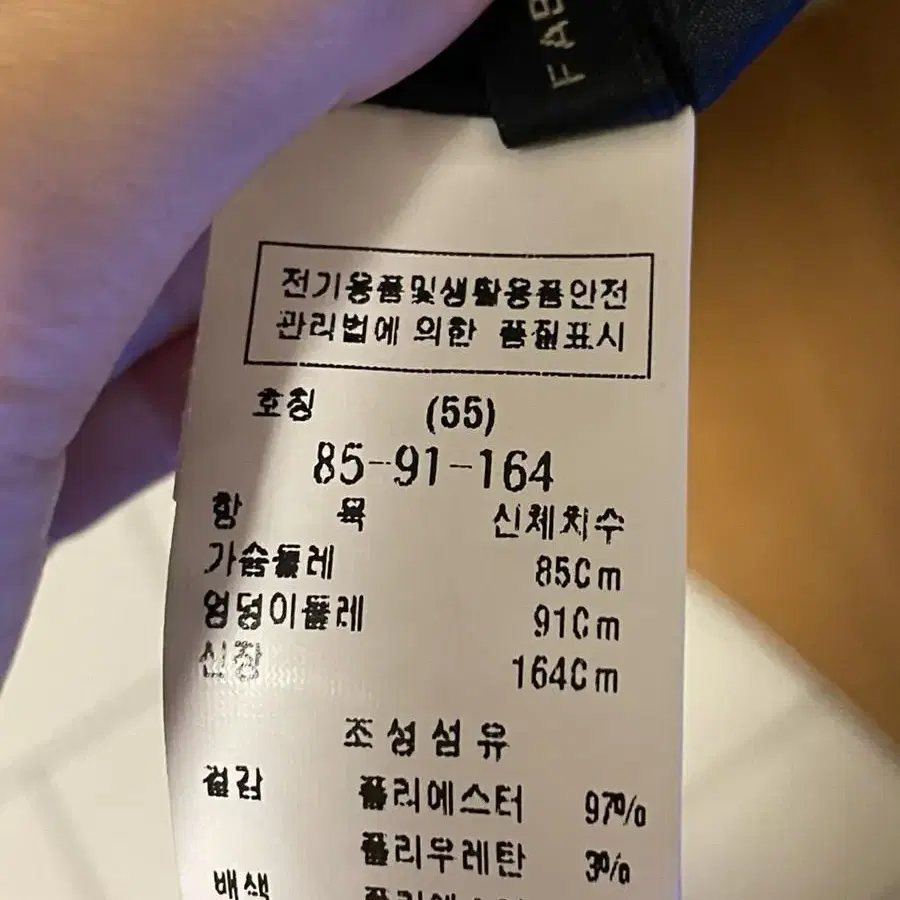 FAB
전기용품및생활용품안전
관리법에 의한 품질표시
호칭 (55)
85-91-164
항 목 신체치수
가슴둘레 85Cm
엉덩이둘레 91Cm
신장 164Cm
조성섬유
겉감 폴리에스터 97%
폴리우레탄 3%
배색